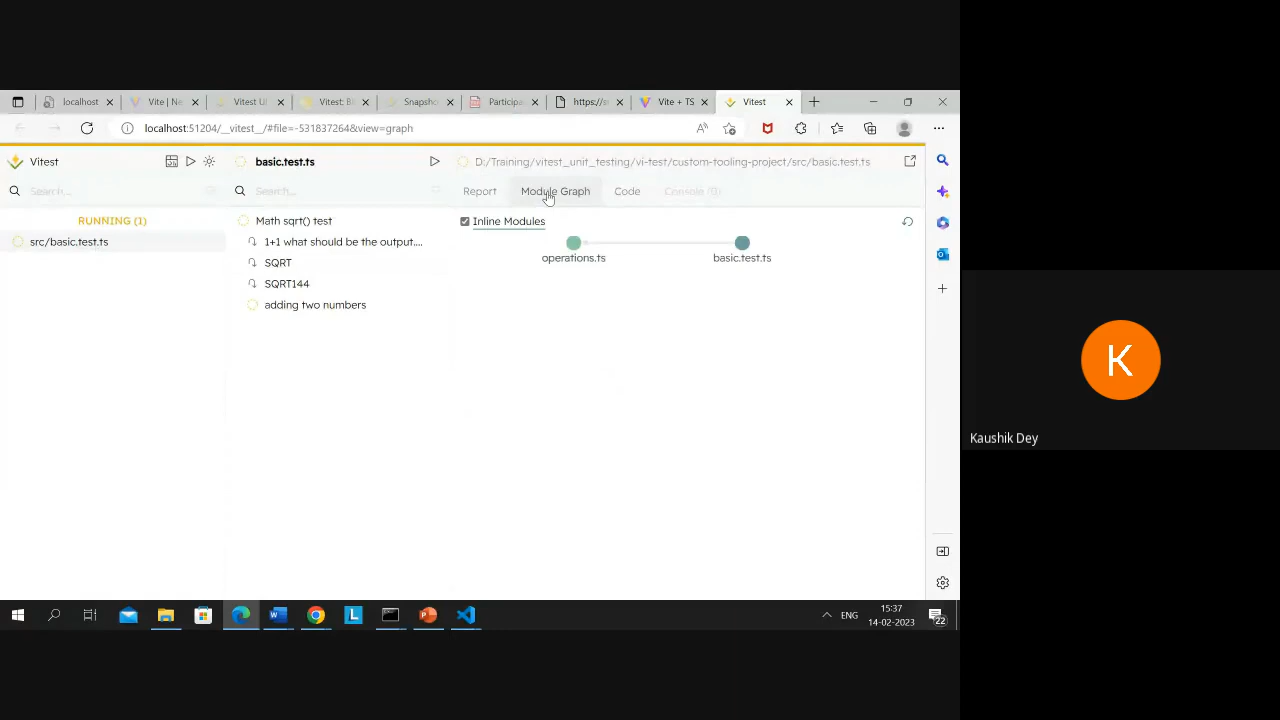 localhost
Vite | Ne
Vitest UI
Vitest: Bl
Snapsho
Participa
https://s
Vite + TS
Vitest
localhost:51204/__vitest__/#file=-531837264&view=graph
Vitest
basic.test.ts
D:/Training/vitest_unit_testing/vi-test/custom-tooling-project/src/basic.test.ts
Search...
Search...
Report
Module Graph
Code
Console (0)
RUNNING (1)
Math sqrt() test
Inline Modules
src/basic.test.ts
1+1 what should be the output....
SQRT
SQRT144
adding two numbers
operations.ts
basic.test.ts
K
Kaushik Dey
ENG
15:37
14-02-2023
22